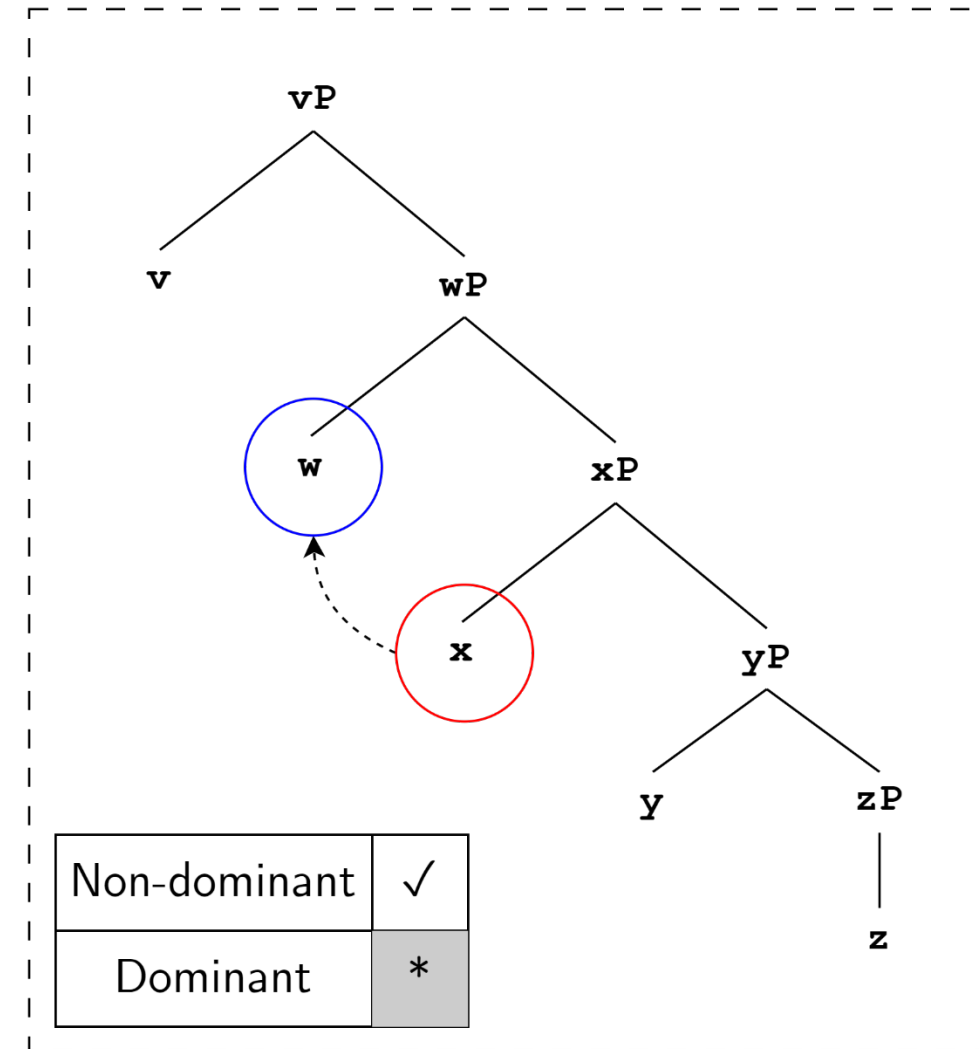 vP
v wP
w xP
x yP
y zP
z
Non-dominant ✓
Dominant *